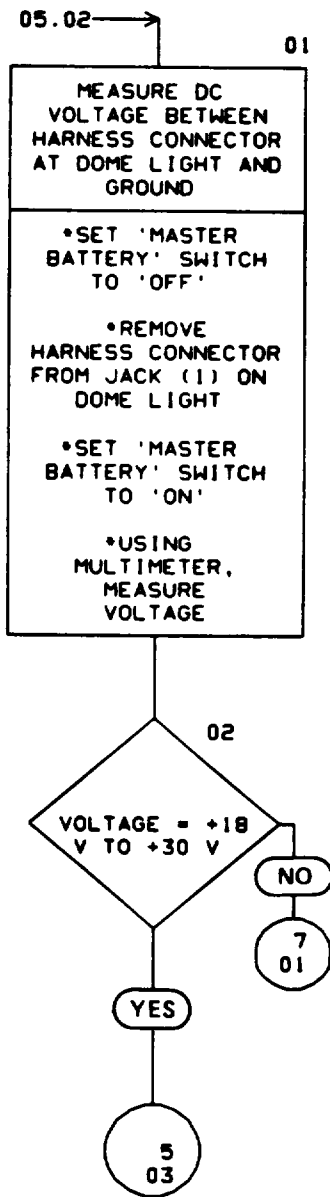 05.02
01
MEASURE DC
VOLTAGE BETWEEN
HARNESS CONNECTOR
AT DOME LIGHT AND
GROUND
*SET 'MASTER
BATTERY' SWITCH
TO 'OFF'
*REMOVE
HARNESS CONNECTOR
FROM JACK (1) ON
DOME LIGHT
*SET 'MASTER
BATTERY' SWITCH
TO 'ON'
*USING
MULTIMETER,
MEASURE
VOLTAGE
02
VOLTAGE = +18
V TO +30 V
NO
7
01
YES
5
03